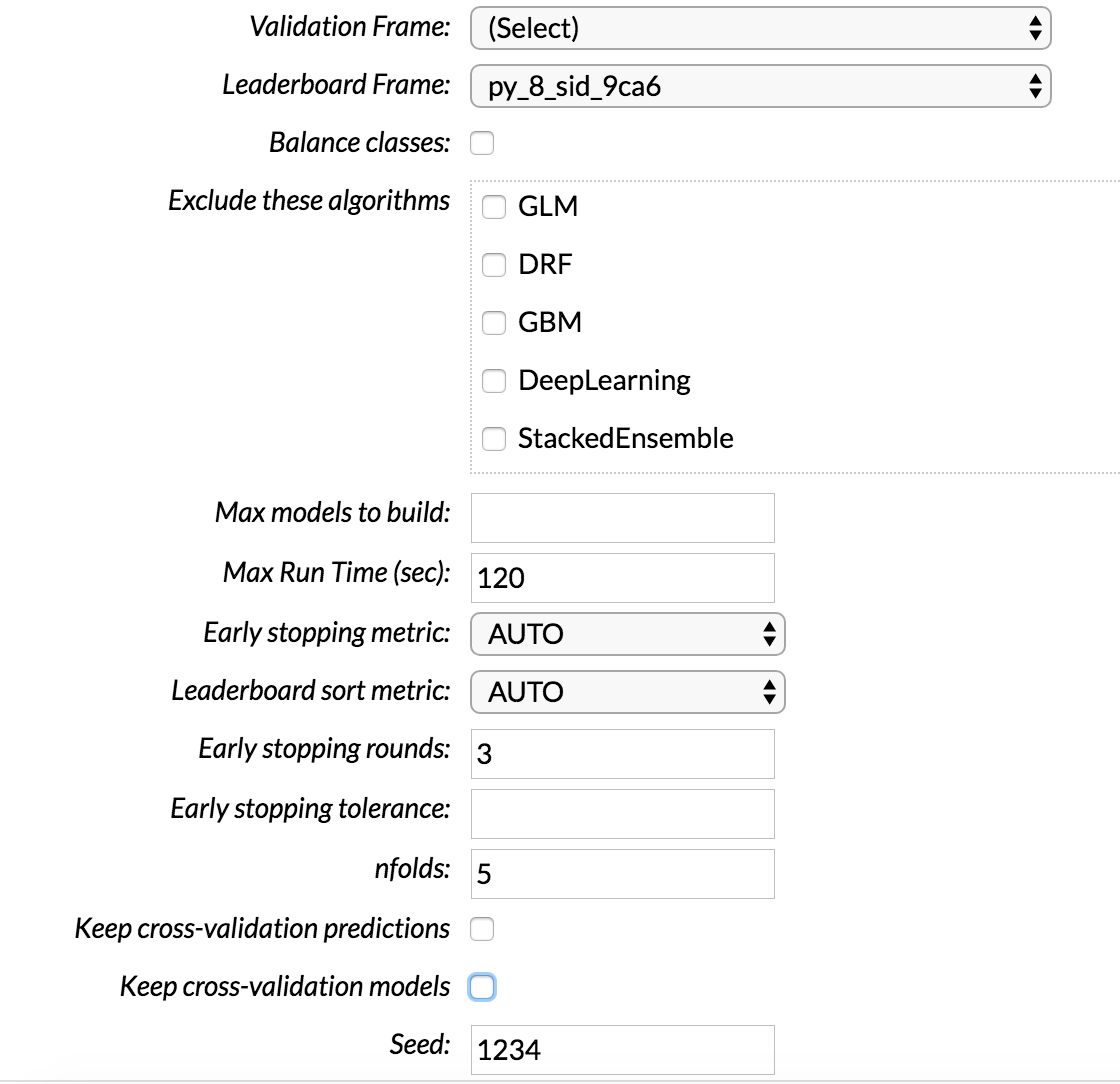 Validation Frame: (Select)
Leaderboard Frame: py_8_sid_9ca6
Balance classes:
Exclude these algorithms GLM
DRF
GBM
DeepLearning
StackedEnsemble
Max models to build:
Max Run Time (sec): 120
Early stopping metric: AUTO
Leaderboard sort metric: AUTO
Early stopping rounds: 3
Early stopping tolerance:
nfolds: 5
Keep cross-validation predictions
Keep cross-validation models
Seed: 1234